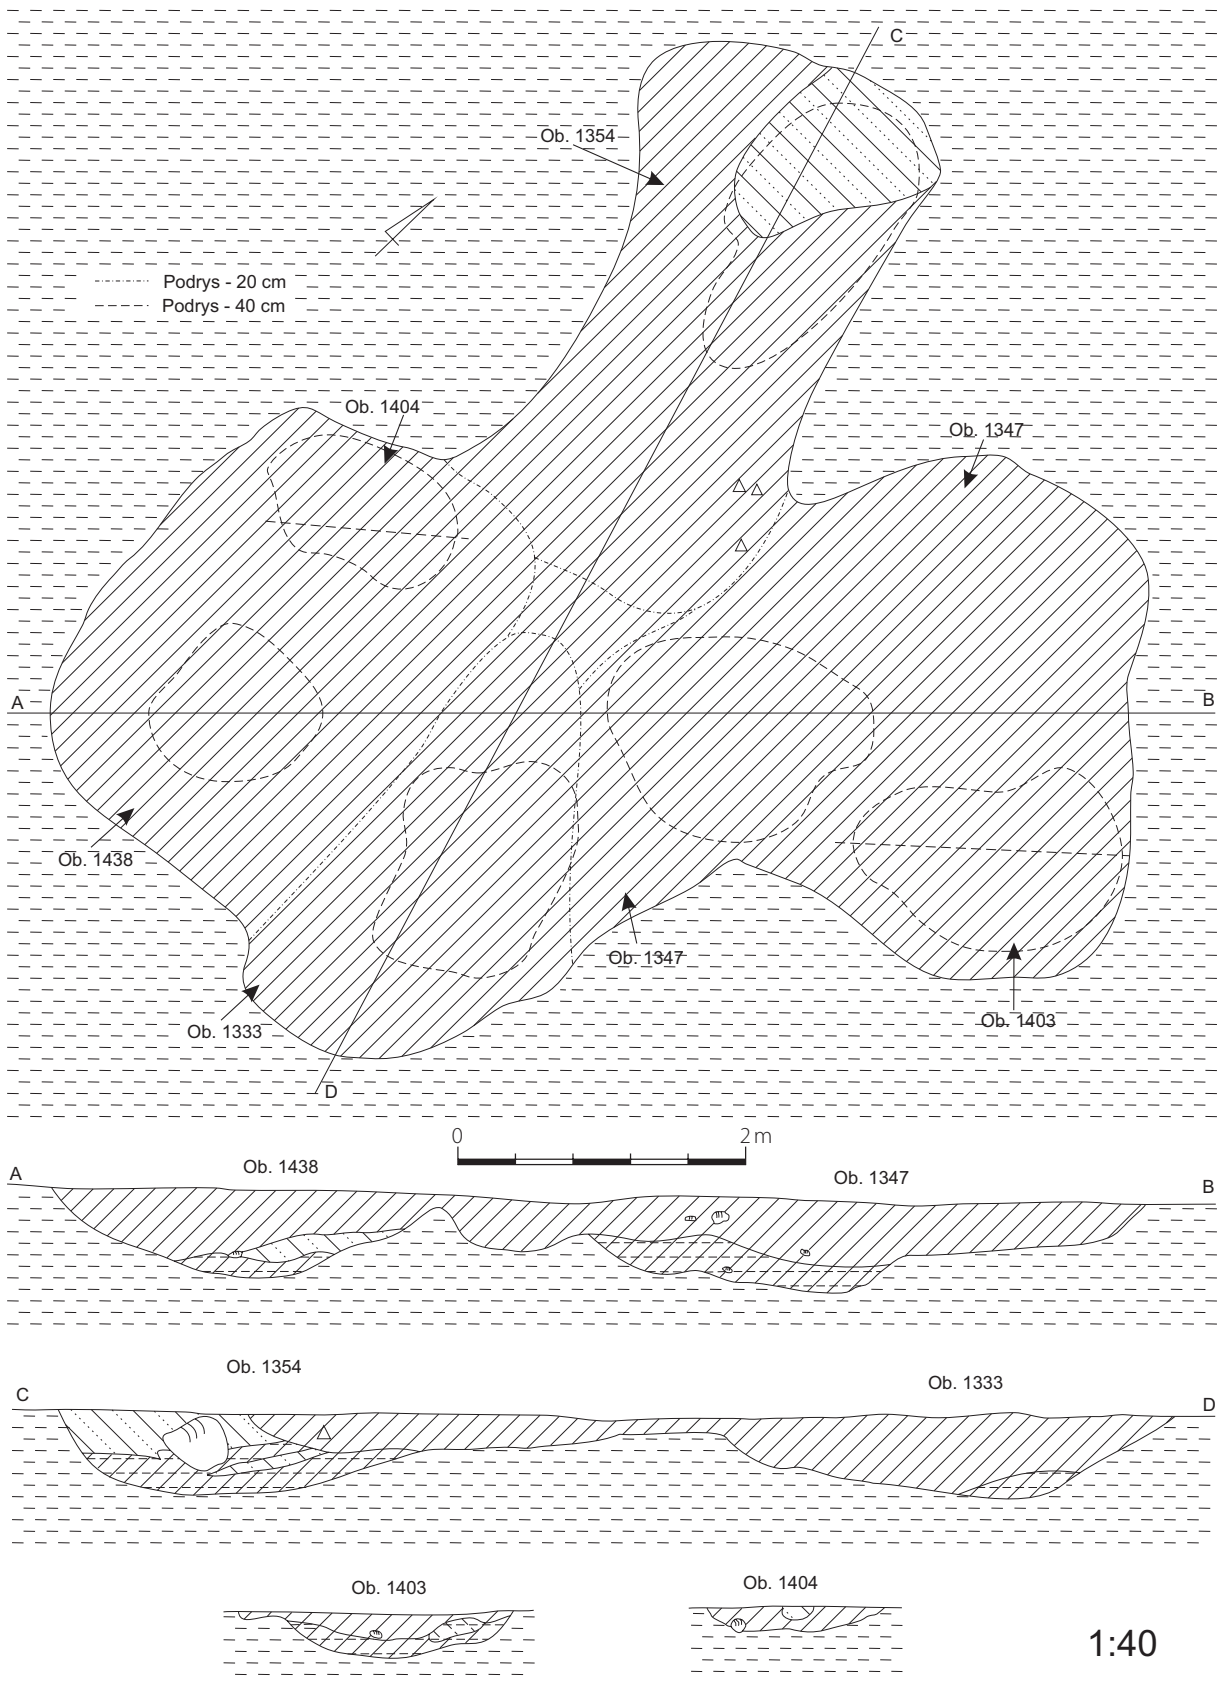 C
Ob. 1354
Podrys - 20 cm
Podrys - 40 cm
Ob. 1404
Ob. 1347
A
B
Ob. 1438
Ob. 1347
Ob. 1333
Ob. 1403
D
0 2 m
Ob. 1438
Ob. 1347
A
B
Ob. 1354
Ob. 1333
C
D
Ob. 1403
Ob. 1404
1:40